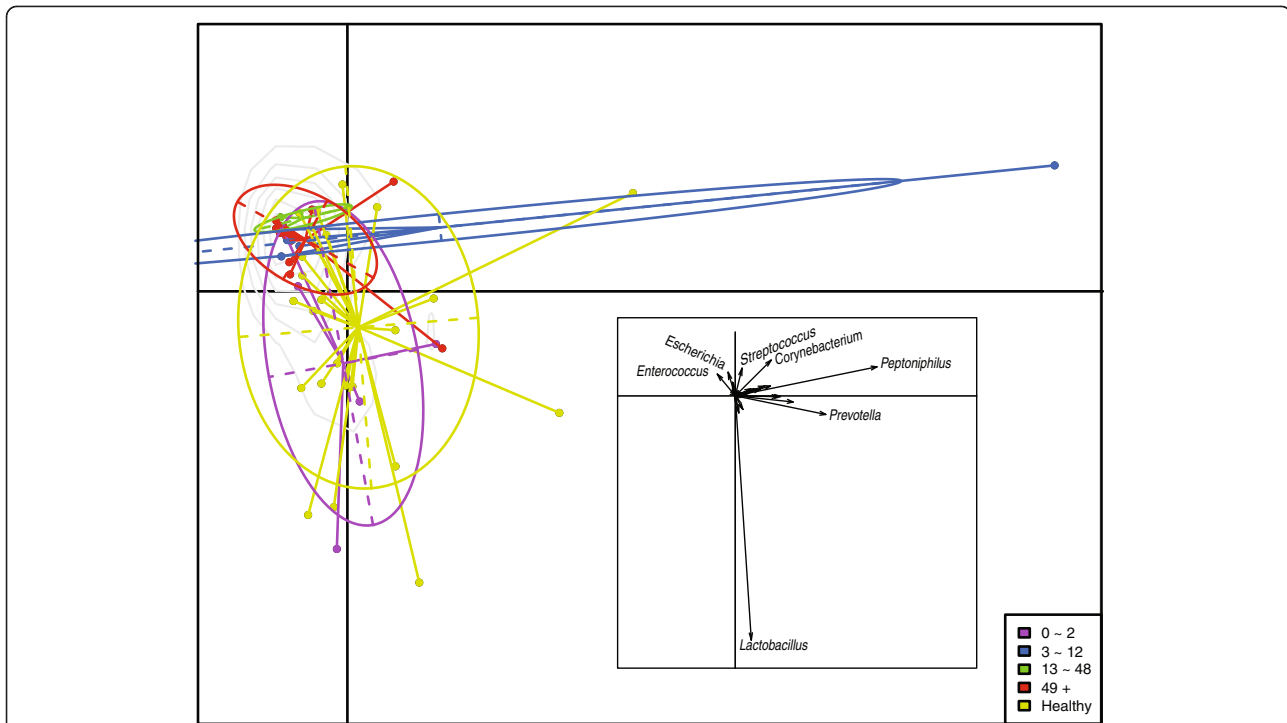 Escherichia
Streptococcus
Corynebacterium
Enterococcus
Peptoniphilus
Prevotella
Lactobacillus
0 ~ 2
3 ~ 12
13 ~ 48
49 +
Healthy